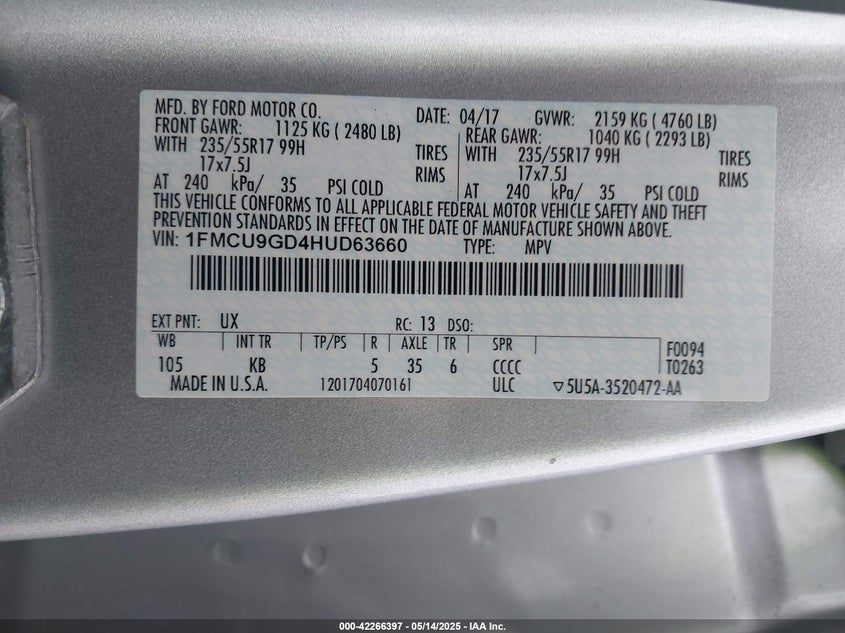 MFD. BY FORD MOTOR CO. DATE: 04/17 GVWR: 2159 KG ( 4760 LB)
FRONT GAWR: 1125 KG ( 2480 LB) REAR GAWR: 1040 KG ( 2293 LB)
WITH 235/55R17 99H TIRES WITH 235/55R17 99H TIRES
17x7.5J RIMS 17x7.5J RIMS
AT 240 kPa/ 35 PSI COLD AT 240 kPa/ 35 PSI COLD
THIS VEHICLE CONFORMS TO ALL APPLICABLE FEDERAL MOTOR VEHICLE SAFETY AND THEFT
PREVENTION STANDARDS IN EFFECT ON THE DATE OF MANUFACTURE SHOWN ABOVE.
VIN: 1FMCU9GD4HUD63660 TYPE: MPV
EXT PNT: UX RC: 13 DSO:
WB INT TR TP/PS R AXLE TR SPR F0094
105 KB 5 35 6 CCCC T0263
MADE IN U.S.A. 1201704070161 ULC ▽5U5A-3520472-AA
000-42266397 - 05/14/2025 - IAA Inc.